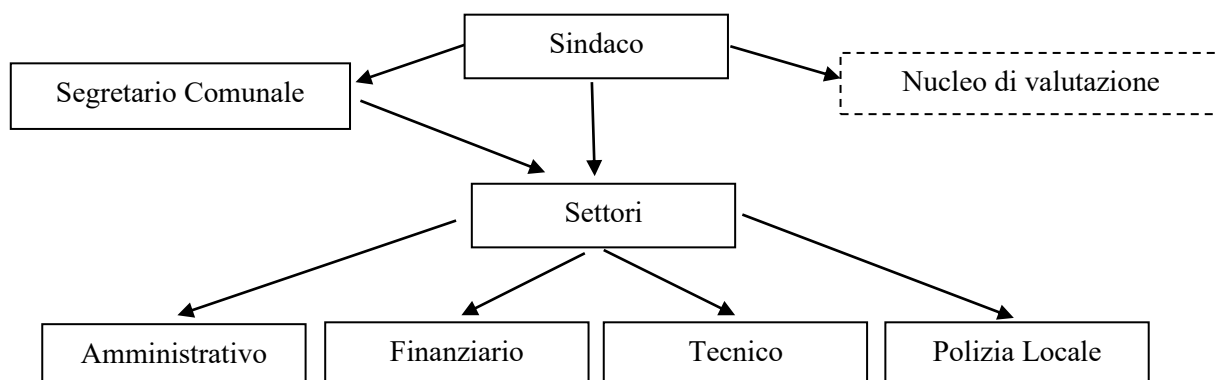 Sindaco
Segretario Comunale
Nucleo di valutazione
Settori
Amministrativo
Finanziario
Tecnico
Polizia Locale